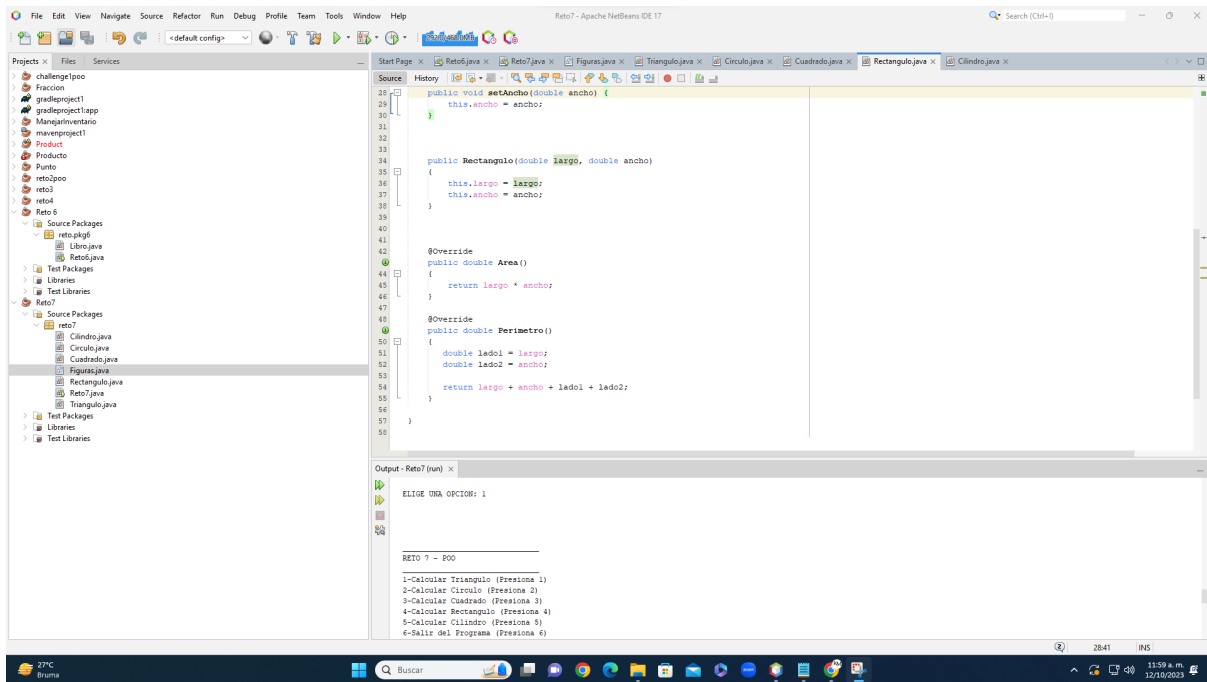 File Edit View Navigate Source Refactor Run Debug Profile Team Tools Window Help
Reto7 - Apache NetBeans IDE 17
Search (Ctrl+I)
<default config>
Projects
Files
Services
challenge1poo
Fraccion
gradleproject1
gradleproject1:app
ManejarInventario
mavenproject1
Product
Producto
Punto
reto2poo
reto3
reto4
Reto 6
Source Packages
reto.pkg6
Libro.java
Reto6.java
Test Packages
Libraries
Test Libraries
Reto7
Source Packages
reto7
Cilindro.java
Circulo.java
Cuadrado.java
Figuras.java
Rectangulo.java
Reto7.java
Triangulo.java
Test Packages
Libraries
Test Libraries
Start Page Reto6.java Reto7.java Figuras.java Triangulo.java Circulo.java Cuadrado.java Rectangulo.java Cilindro.java
Source History
28 public void setAncho(double ancho) {
29 this.ancho = ancho;
30 }
31
32
33
34 public Rectangulo(double largo, double ancho)
35 {
36 this.largo = largo;
37 this.ancho = ancho;
38 }
39
40
41
42 @Override
public double Area()
44 {
45 return largo * ancho;
46 }
47
48 @Override
public double Perimetro()
50 {
51 double lado1 = largo;
52 double lado2 = ancho;
53
54 return largo + ancho + lado1 + lado2;
55 }
56
57 }
58
Output - Reto7 (run)
ELIGE UNA OPCION: 1
RETO 7 - POO
1-Calcular Triangulo (Presiona 1)
2-Calcular Circulo (Presiona 2)
3-Calcular Cuadrado (Presiona 3)
4-Calcular Rectangulo (Presiona 4)
5-Calcular Cilindro (Presiona 5)
6-Salir del Programa (Presiona 6)
28:41 INS
27°C
Bruma
Buscar
11:59 a. m.
12/10/2023